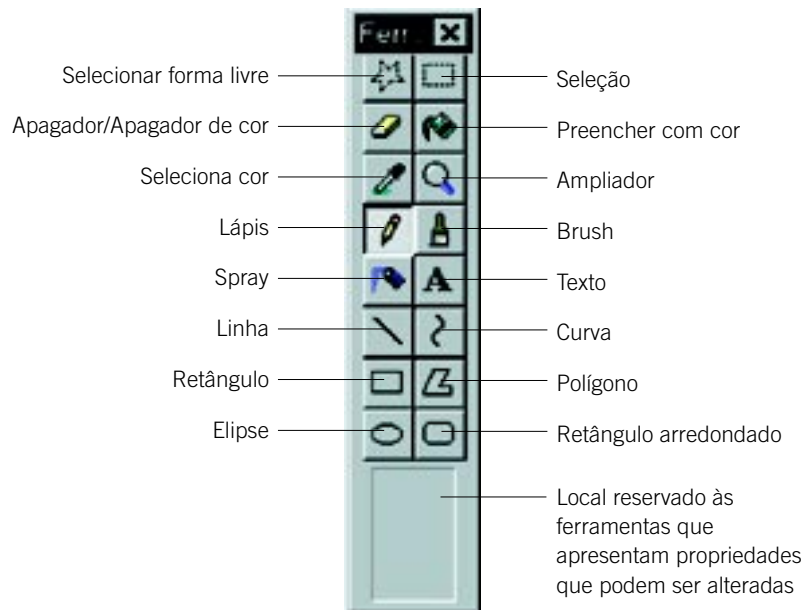 Ferr
Selecionar forma livre
Seleção
Apagador/Apagador de cor
Preencher com cor
Seleciona cor
Ampliador
Lápis
Brush
Spray
A
Texto
Linha
Curva
Retângulo
Polígono
Elipse
Retângulo arredondado
Local reservado às
ferramentas que
apresentam propriedades
que podem ser alteradas